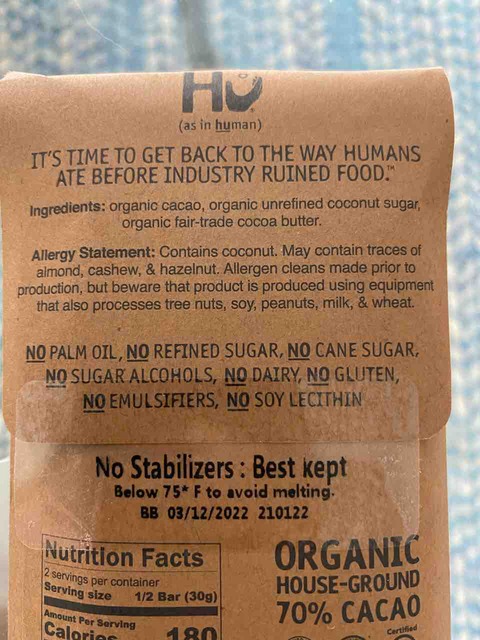 Hu
(as in human)
IT'S TIME TO GET BACK TO THE WAY HUMANS
ATE BEFORE INDUSTRY RUINED FOOD.™
Ingredients: organic cacao, organic unrefined coconut sugar,
organic fair-trade cocoa butter.
Allergy Statement: Contains coconut. May contain traces of
almond, cashew, & hazelnut. Allergen cleans made prior to
production, but beware that product is produced using equipment
that also processes tree nuts, soy, peanuts, milk, & wheat.
NO PALM OIL, NO REFINED SUGAR, NO CANE SUGAR,
NO SUGAR ALCOHOLS, NO DAIRY, NO GLUTEN,
NO EMULSIFIERS, NO SOY LECITHIN
No Stabilizers : Best kept
Below 75* F to avoid melting.
BB 03/12/2022 210122
Nutrition Facts
2 servings per container
Serving size 1/2 Bar (30g)
Amount Per Serving
Calories 180
ORGANIC
HOUSE-GROUND
70% CACAO
Certified